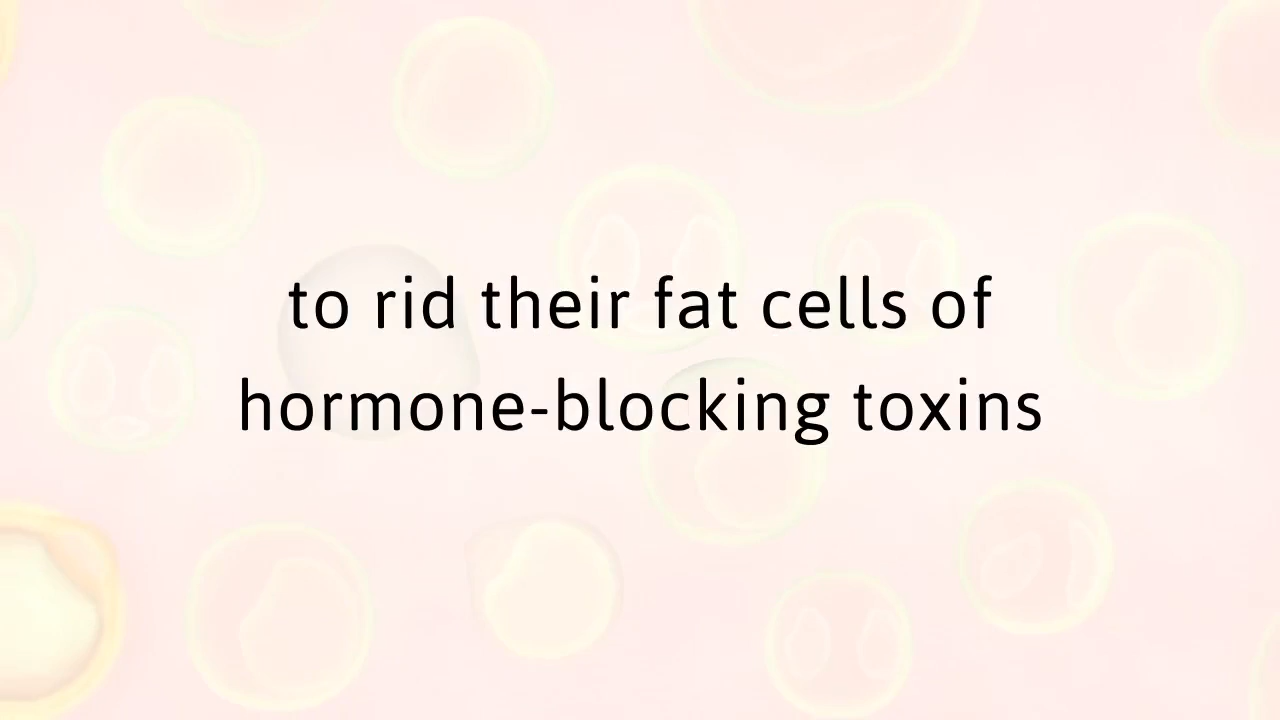 to rid their fat cells of
hormone-blocking toxins